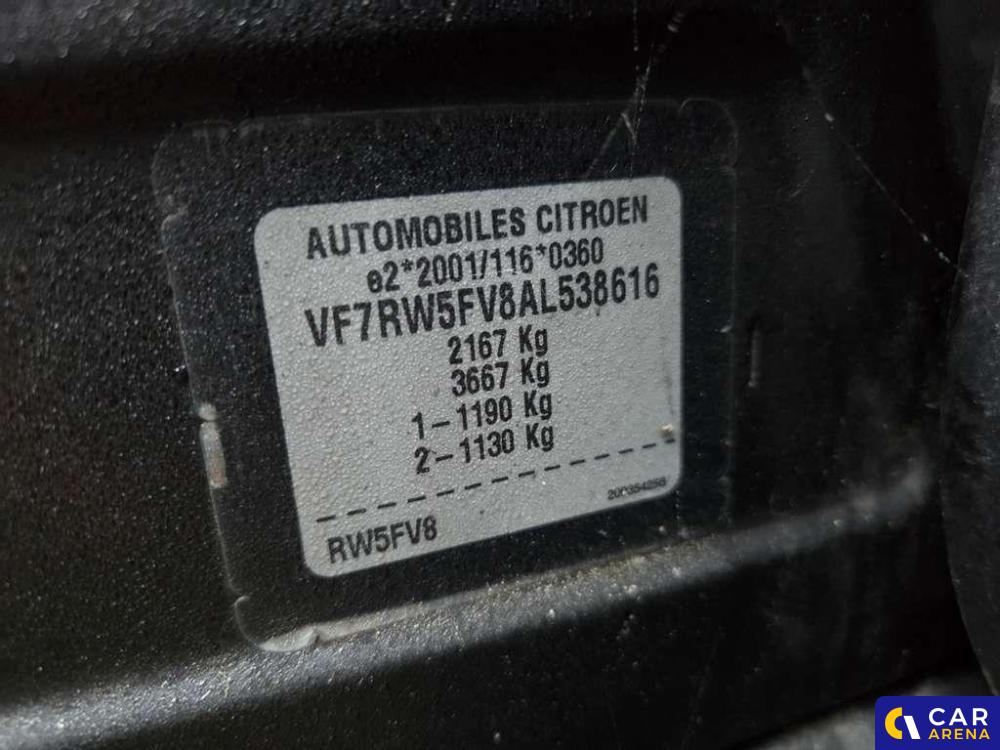 AUTOMOBILES CITROEN
e2*2001/116*0360
VF7RW5FV8AL538616
2167 Kg
3667 Kg
1-1190 Kg
2-1130 Kg
200354258
RW5FV8
CAR
ARENA